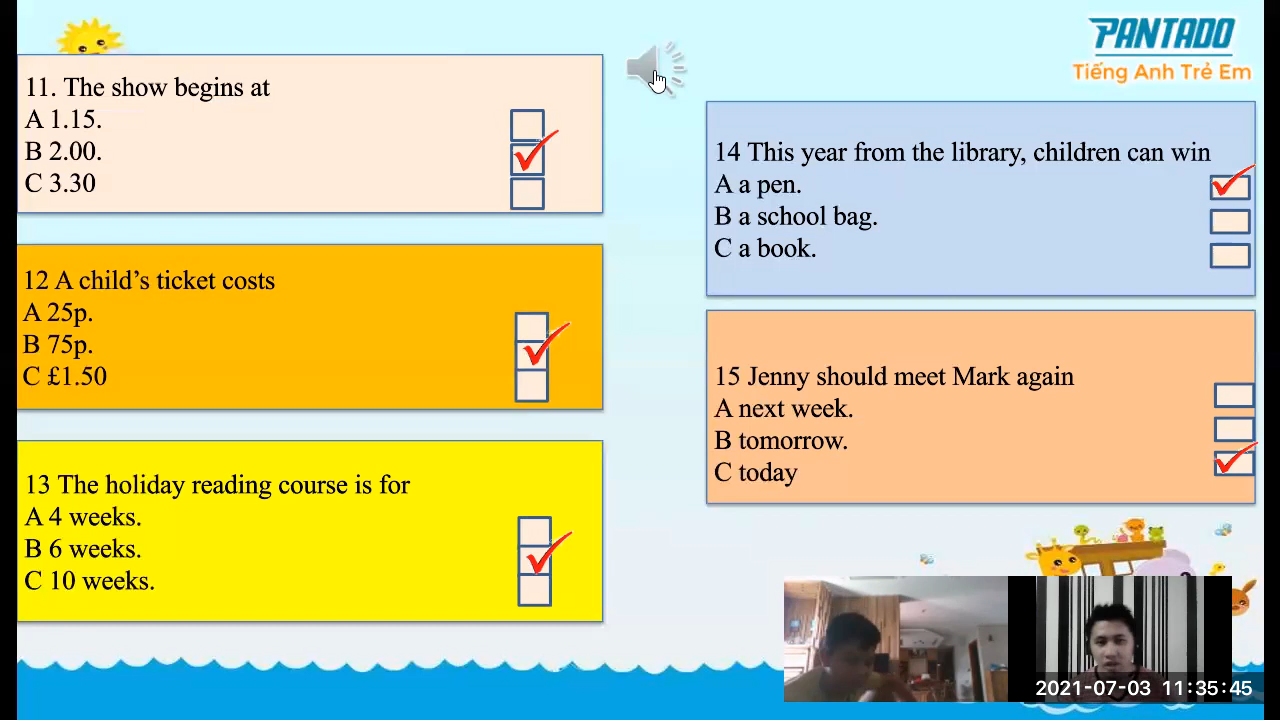 PANTADO
Tiếng Anh Trẻ Em
11. The show begins at
A 1.15.
B 2.00.
C 3.30
12 A child’s ticket costs
A 25p.
B 75p.
C £1.50
13 The holiday reading course is for
A 4 weeks.
B 6 weeks.
C 10 weeks.
14 This year from the library, children can win
A a pen.
B a school bag.
C a book.
15 Jenny should meet Mark again
A next week.
B tomorrow.
C today
2021-07-03 11:35:45